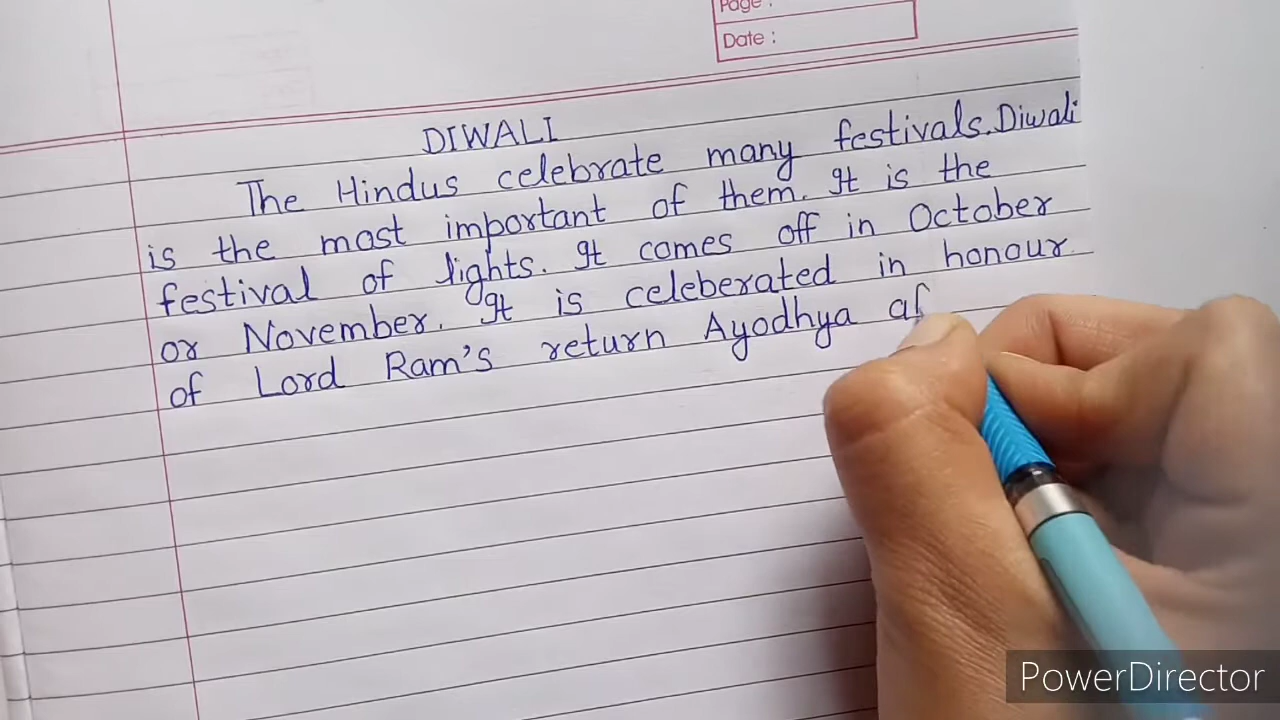 Page :
Date :
DIWALI
The Hindus celebrate many festivals. Diwali
is the most important of them. It is the
festival of lights. It comes off in October
or November. It is celeberated in honour
of Lord Ram's return Ayodhya af
PowerDirector